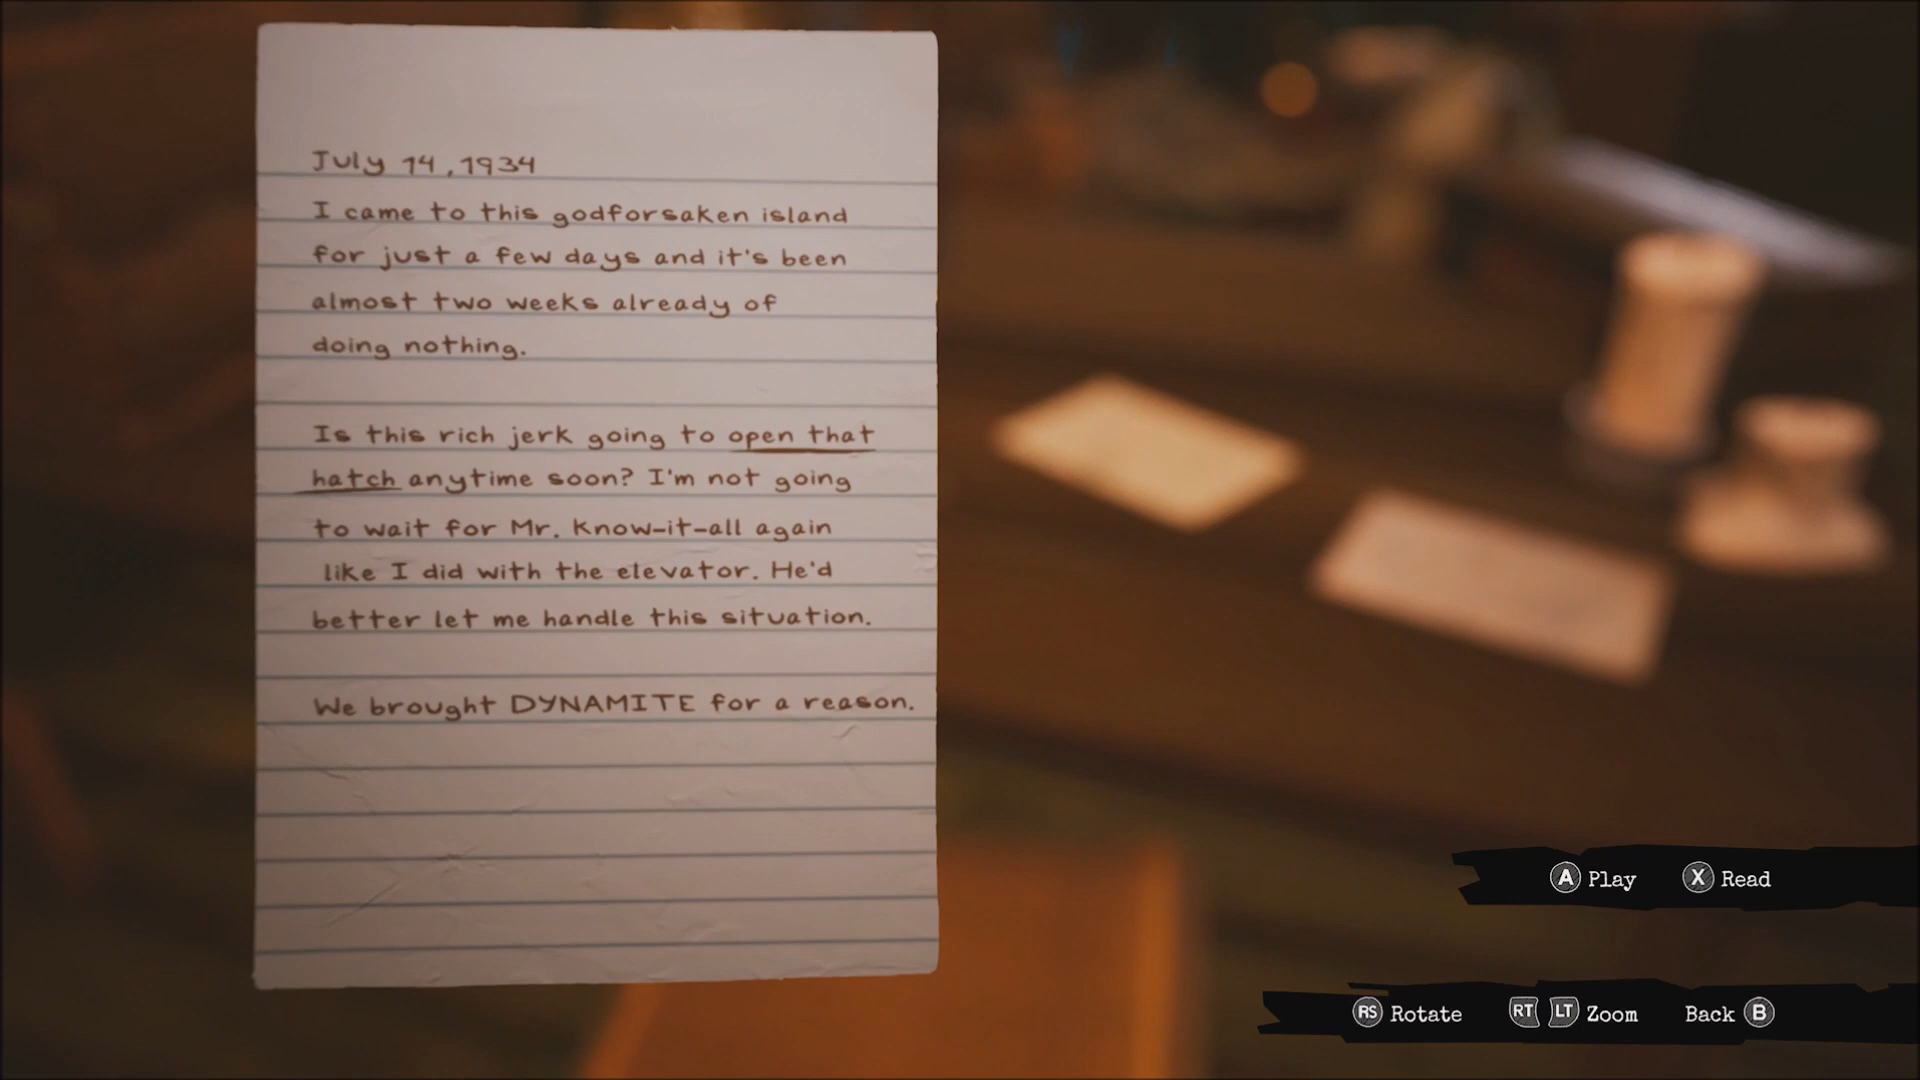 July 14, 1934
I came to this godforsaken island
for just a few days and it's been
almost two weeks already of
doing nothing.
Is this rich jerk going to open that
hatch anytime soon? I'm not going
to wait for Mr. Know-it-all again
like I did with the elevator. He'd
better let me handle this situation.
We brought DYNAMITE for a reason.
A Play X Read
RS Rotate RT LT Zoom Back B